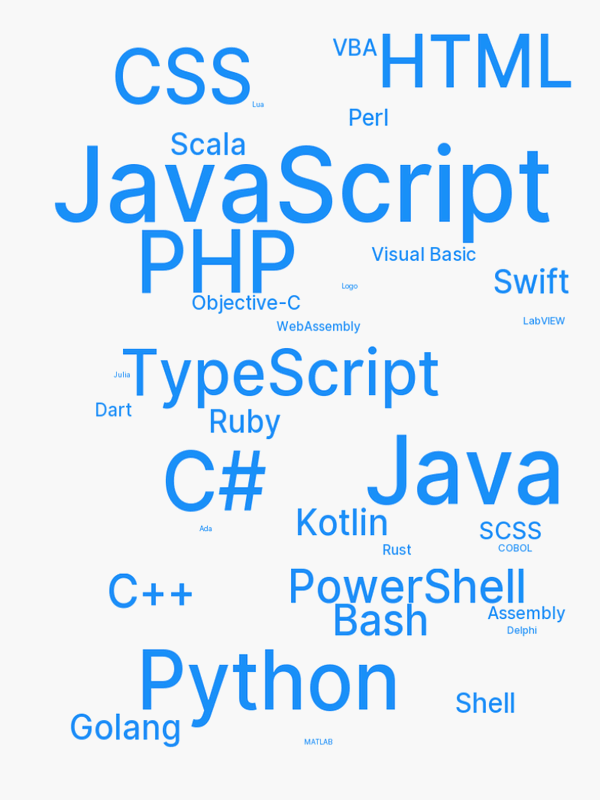 VBA
HTML
CSS
Lua
Perl
Scala
JavaScript
PHP
Visual Basic
Swift
Logo
Objective-C
LabVIEW
WebAssembly
TypeScript
Julia
Dart
Ruby
Java
C#
Kotlin
Ada
SCSS
COBOL
Rust
PowerShell
C++
Bash
Assembly
Delphi
Python
Shell
Golang
MATLAB